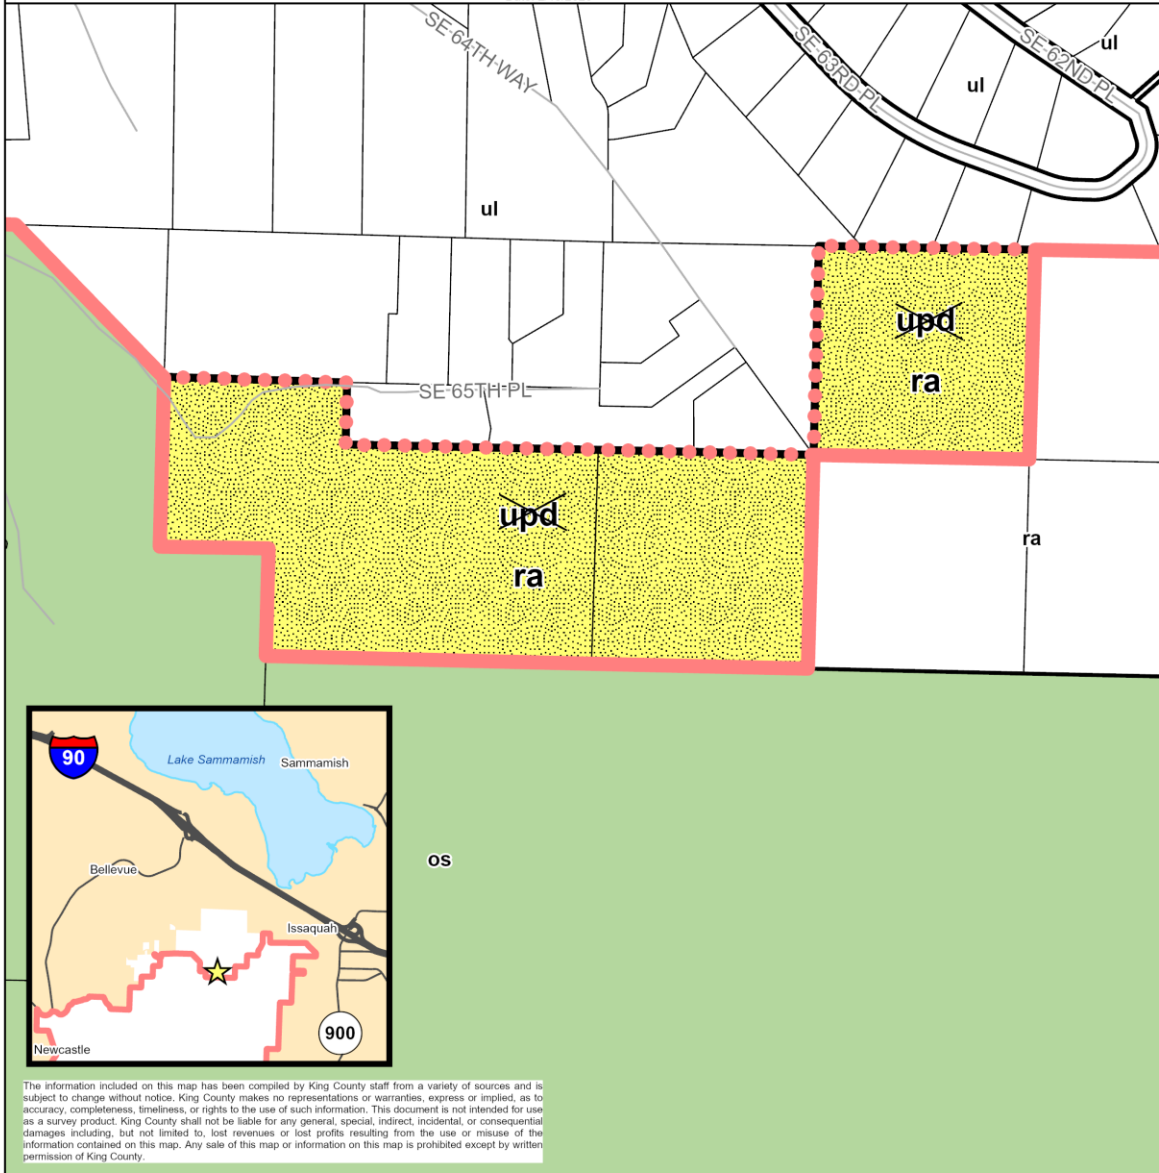 SE 64TH WAY
SE 63RD PL
SE 62ND PL
ul
ul
ul
upd
ra
SE 65TH PL
upd
ra
ra
os
90
Lake Sammamish
Sammamish
Bellevue
Issaquah
900
Newcastle
The information included on this map has been compiled by King County staff from a variety of sources and is
subject to change without notice. King County makes no representations or warranties, express or implied, as to
accuracy, completeness, timeliness, or rights to the use of such information. This document is not intended for use
as a survey product. King County shall not be liable for any general, special, indirect, incidental, or consequential
damages including, but not limited to, lost revenues or lost profits resulting from the use or misuse of the
information contained on this map. Any sale of this map or information on this map is prohibited except by written
permission of King County.